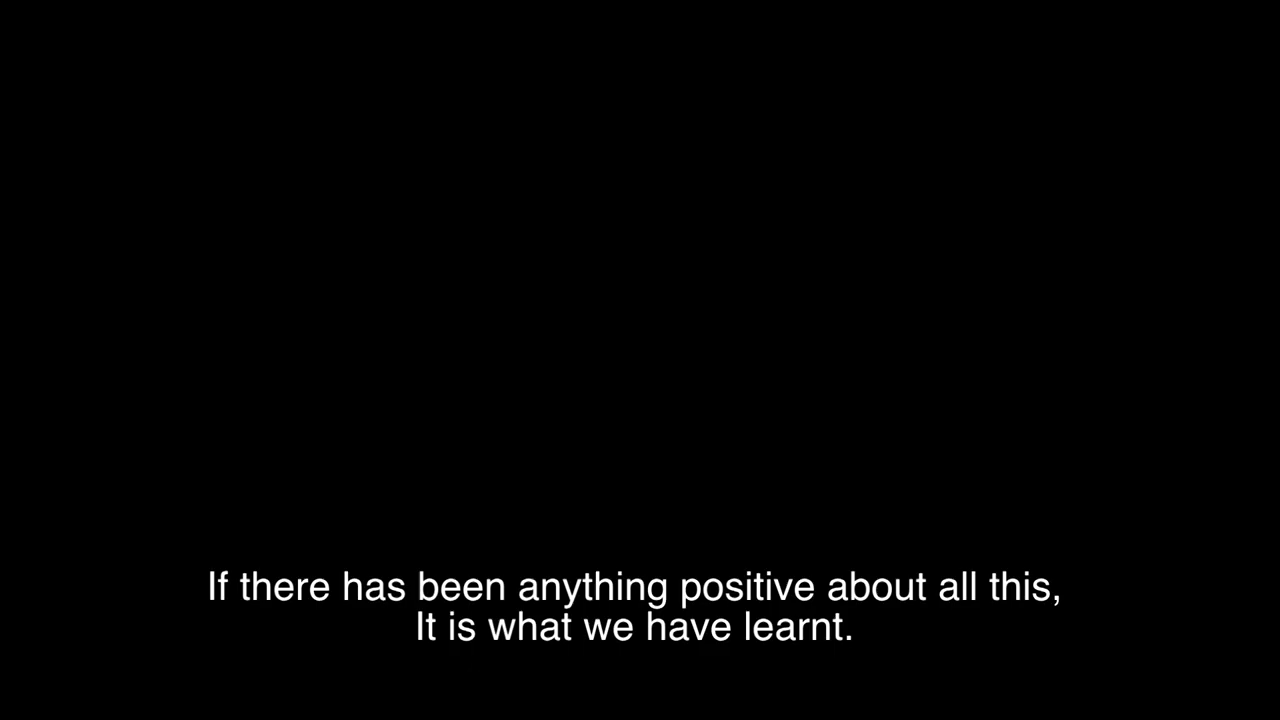 If there has been anything positive about all this,
It is what we have learnt.